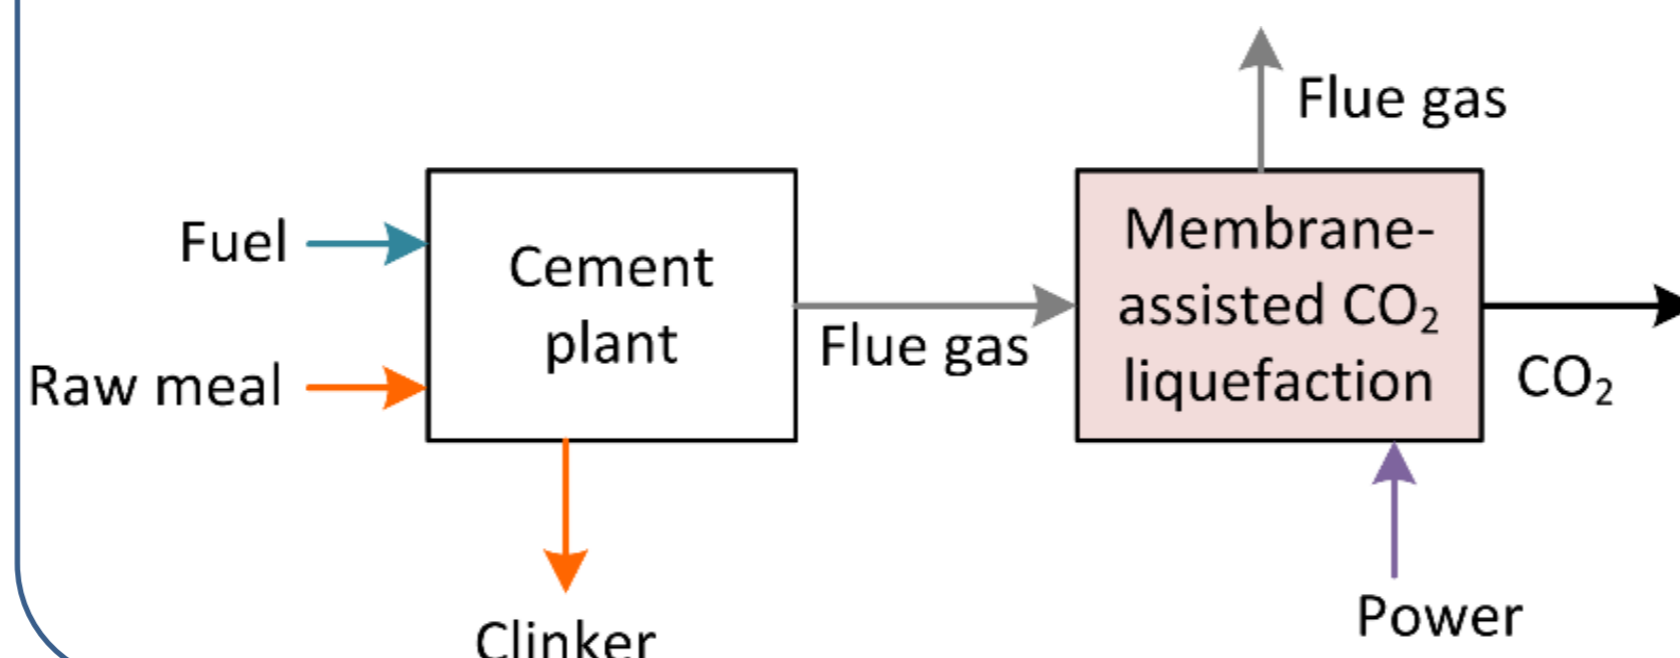 Flue gas
Fuel
Raw meal
Cement
plant
Flue gas
Membrane-
assisted CO₂
liquefaction
CO₂
Clinker
Power